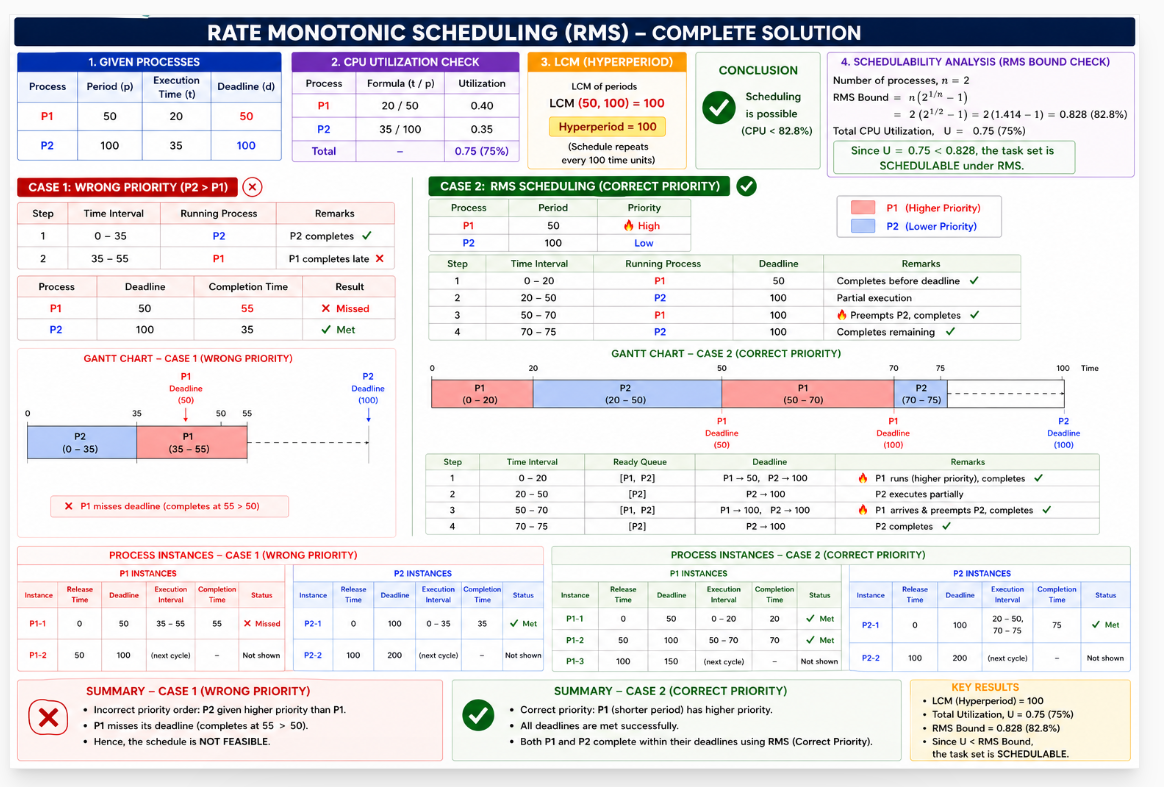 RATE MONOTONIC SCHEDULING (RMS) – COMPLETE SOLUTION
1. GIVEN PROCESSES
Process Period (p) Execution Time (t) Deadline (d)
P1 50 20 50
P2 100 35 100
2. CPU UTILIZATION CHECK
Process Formula (t / p) Utilization
P1 20 / 50 0.40
P2 35 / 100 0.35
Total – 0.75 (75%)
3. LCM (HYPERPERIOD)
LCM of periods
LCM (50, 100) = 100
Hyperperiod = 100
(Schedule repeats
every 100 time units)
CONCLUSION
Scheduling
is possible
(CPU < 82.8%)
4. SCHEDULABILITY ANALYSIS (RMS BOUND CHECK)
Number of processes, n = 2
RMS Bound = n(2^{1/n} − 1)
= 2 (2^{1/2} − 1) = 2 (1.414 − 1) = 0.828 (82.8%)
Total CPU Utilization, U = 0.75 (75%)
Since U = 0.75 < 0.828, the task set is
SCHEDULABLE under RMS.
CASE 1: WRONG PRIORITY (P2 > P1)
Step Time Interval Running Process Remarks
1 0 – 35 P2 P2 completes ✓
2 35 – 55 P1 P1 completes late ✗
Process Deadline Completion Time Result
P1 50 55 ✗ Missed
P2 100 35 ✓ Met
GANTT CHART – CASE 1 (WRONG PRIORITY)
P1
Deadline
(50)
P2
Deadline
(100)
0 35 50 55
P2
(0 – 35)
P1
(35 – 55)
✗ P1 misses deadline (completes at 55 > 50)
CASE 2: RMS SCHEDULING (CORRECT PRIORITY)
Process Period Priority
P1 50 🔥 High
P2 100 Low
P1 (Higher Priority)
P2 (Lower Priority)
Step Time Interval Running Process Deadline Remarks
1 0 – 20 P1 50 Completes before deadline ✓
2 20 – 50 P2 100 Partial execution
3 50 – 70 P1 100 🔥 Preempts P2, completes ✓
4 70 – 75 P2 100 Completes remaining ✓
GANTT CHART – CASE 2 (CORRECT PRIORITY)
0 20 50 70 75 100 Time
P1
(0 – 20)
P2
(20 – 50)
P1
(50 – 70)
P2
(70 – 75)
P1
Deadline
(50)
P1
Deadline
(100)
P2
Deadline
(100)
Step Time Interval Ready Queue Deadline Remarks
1 0 – 20 [P1, P2] P1 → 50, P2 → 100 🔥 P1 runs (higher priority), completes ✓
2 20 – 50 [P2] P2 → 100 P2 executes partially
3 50 – 70 [P1, P2] P1 → 100, P2 → 100 🔥 P1 arrives & preempts P2, completes ✓
4 70 – 75 [P2] P2 → 100 P2 completes ✓
PROCESS INSTANCES – CASE 1 (WRONG PRIORITY)
P1 INSTANCES
Instance Release Time Deadline Execution Interval Completion Time Status
P1-1 0 50 35 – 55 55 ✗ Missed
P1-2 50 100 (next cycle) – Not shown
P2 INSTANCES
Instance Release Time Deadline Execution Interval Completion Time Status
P2-1 0 100 0 – 35 35 ✓ Met
P2-2 100 200 (next cycle) – Not shown
PROCESS INSTANCES – CASE 2 (CORRECT PRIORITY)
P1 INSTANCES
Instance Release Time Deadline Execution Interval Completion Time Status
P1-1 0 50 0 – 20 20 ✓ Met
P1-2 50 100 50 – 70 70 ✓ Met
P1-3 100 150 (next cycle) – Not shown
P2 INSTANCES
Instance Release Time Deadline Execution Interval Completion Time Status
P2-1 0 100 20 – 50, 70 – 75 75 ✓ Met
P2-2 100 200 (next cycle) – Not shown
SUMMARY – CASE 1 (WRONG PRIORITY)
• Incorrect priority order: P2 given higher priority than P1.
• P1 misses its deadline (completes at 55 > 50).
• Hence, the schedule is NOT FEASIBLE.
SUMMARY – CASE 2 (CORRECT PRIORITY)
• Correct priority: P1 (shorter period) has higher priority.
• All deadlines are met successfully.
• Both P1 and P2 complete within their deadlines using RMS (Correct Priority).
KEY RESULTS
• LCM (Hyperperiod) = 100
• Total Utilization, U = 0.75 (75%)
• RMS Bound = 0.828 (82.8%)
• Since U < RMS Bound,
the task set is SCHEDULABLE.